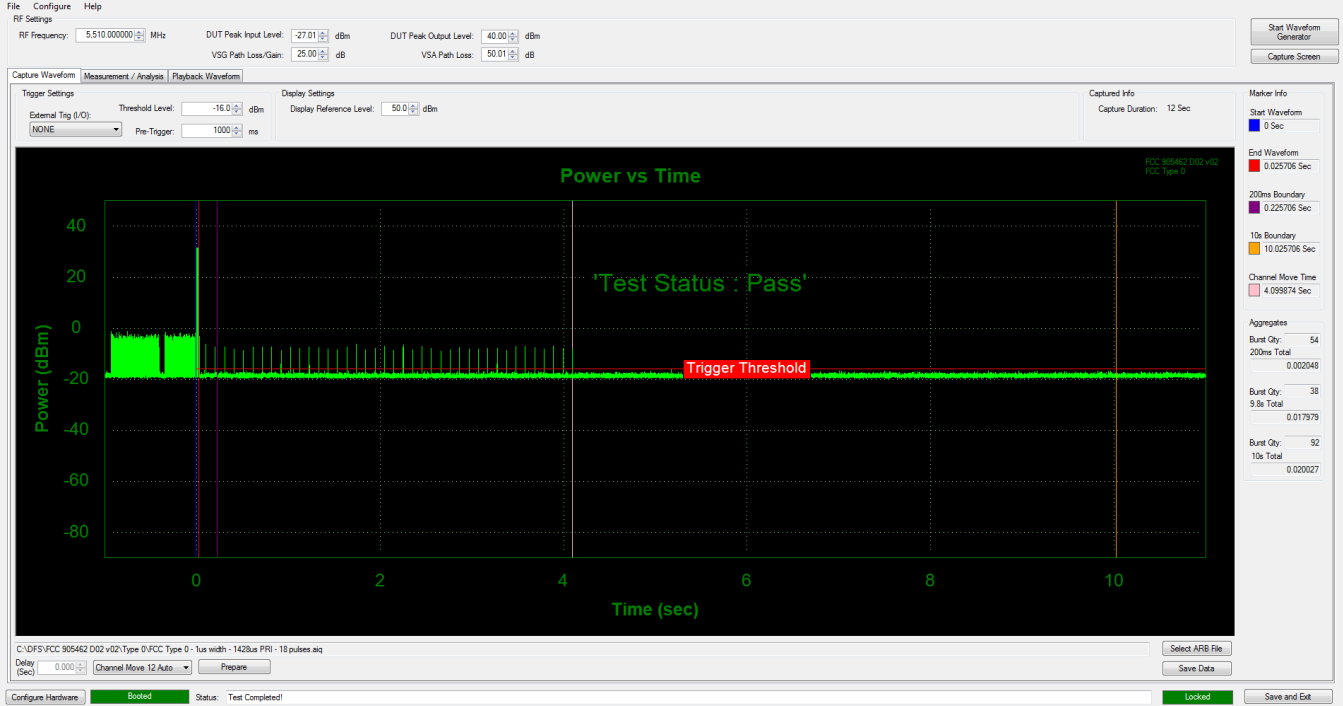 File Configure Help
RF Settings
RF Frequency: 5,510.000000 MHz DUT Peak Input Level: -27.01 dBm DUT Peak Output Level: 40.00 dBm
VSG Path Loss/Gain: 25.00 dB VSA Path Loss: 50.01 dB
Start Waveform Generator
Capture Screen
Capture Waveform Measurement / Analysis Playback Waveform
Trigger Settings
Threshold Level: -16.0 dBm
External Trig (I/O):
NONE
Pre-Trigger: 1000 ms
Display Settings
Display Reference Level: 50.0 dBm
Captured Info
Capture Duration: 12 Sec
Marker Info
Start Waveform
0 Sec
End Waveform
0.025706 Sec
200ms Boundary
0.225706 Sec
10s Boundary
10.025706 Sec
Channel Move Time
4.099874 Sec
Aggregates
Burst Qty: 54
200ms Total
0.002048
Burst Qty: 38
9.8s Total
0.017979
Burst Qty: 92
10s Total
0.020027
FCC 905462 D02 v02
FCC Type 0
Power vs Time
'Test Status : Pass'
Trigger Threshold
Power (dBm)
40
20
0
-20
-40
-60
-80
0 2 4 6 8 10
Time (sec)
C:\DFS\FCC 905462 D02 v02\Type 0\FCC Type 0 - 1us width - 1428us PRI - 18 pulses.aiq
Select ARB File
Delay (Sec) 0.000 Channel Move 12 Auto Prepare
Save Data
Configure Hardware Booted Status: Test Completed! Locked Save and Exit